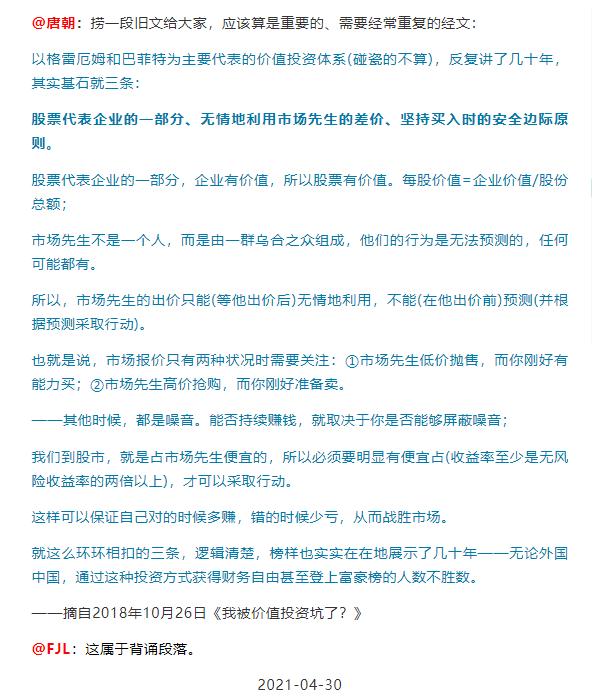 @唐朝：捞一段旧文给大家，应该算是重要的、需要经常重复的经文：
以格雷厄姆和巴菲特为主要代表的价值投资体系(碰瓷的不算)，反复讲了几十年，
其实基石就三条：
股票代表企业的一部分、无情地利用市场先生的差价、坚持买入时的安全边际原
则。
股票代表企业的一部分，企业有价值，所以股票有价值。每股价值=企业价值/股份
总额；
市场先生不是一个人，而是由一群乌合之众组成，他们的行为是无法预测的，任何
可能都有。
所以，市场先生的出价只能(等他出价后)无情地利用，不能(在他出价前)预测(并根
据预测采取行动)。
也就是说，市场报价只有两种状况时需要关注：①市场先生低价抛售，而你刚好有
能力买；②市场先生高价抢购，而你刚好准备卖。
——其他时候，都是噪音。能否持续赚钱，就取决于你是否能够屏蔽噪音；
我们到股市，就是占市场先生便宜的，所以必须要明显有便宜占(收益率至少是无风
险收益率的两倍以上)，才可以采取行动。
这样可以保证自己对的时候多赚，错的时候少亏，从而战胜市场。
就这么环环相扣的三条，逻辑清楚，榜样也实实在在地展示了几十年——无论外国
中国，通过这种投资方式获得财务自由甚至登上富豪榜的人数不胜数。
——摘自2018年10月26日《我被价值投资坑了？》
@FJL：这属于背诵段落。
2021-04-30